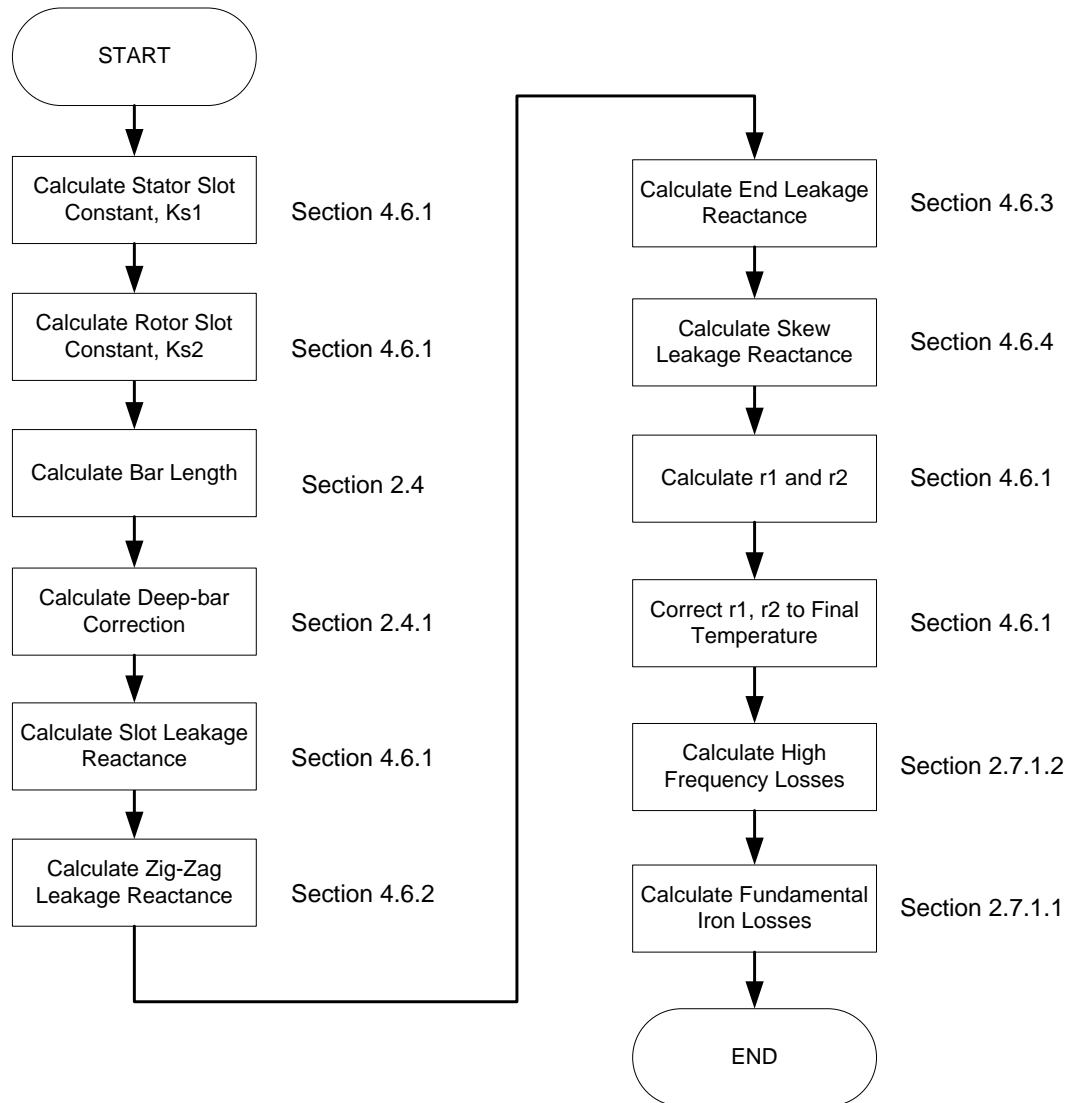 START
Calculate Stator Slot
Constant, Ks1
Section 4.6.1
Calculate Rotor Slot
Constant, Ks2
Section 4.6.1
Calculate Bar Length
Section 2.4
Calculate Deep-bar
Correction
Section 2.4.1
Calculate Slot Leakage
Reactance
Section 4.6.1
Calculate Zig-Zag
Leakage Reactance
Section 4.6.2
Calculate End Leakage
Reactance
Section 4.6.3
Calculate Skew
Leakage Reactance
Section 4.6.4
Calculate r1 and r2
Section 4.6.1
Correct r1, r2 to Final
Temperature
Section 4.6.1
Calculate High
Frequency Losses
Section 2.7.1.2
Calculate Fundamental
Iron Losses
Section 2.7.1.1
END